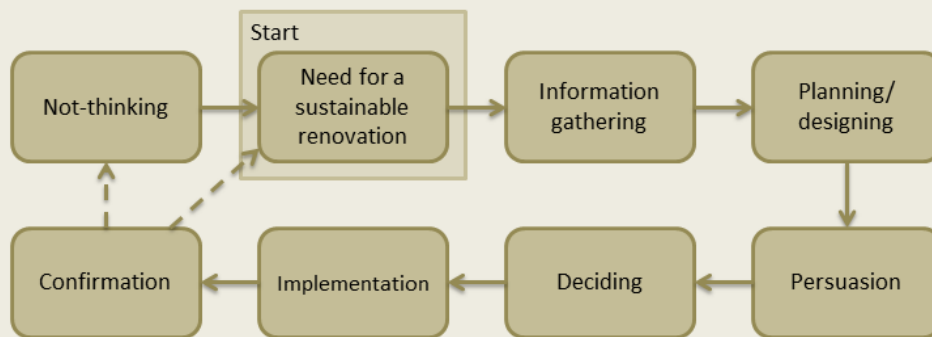 Start
Not-thinking
Need for a
sustainable
renovation
Information
gathering
Planning/
designing
Confirmation
Implementation
Deciding
Persuasion